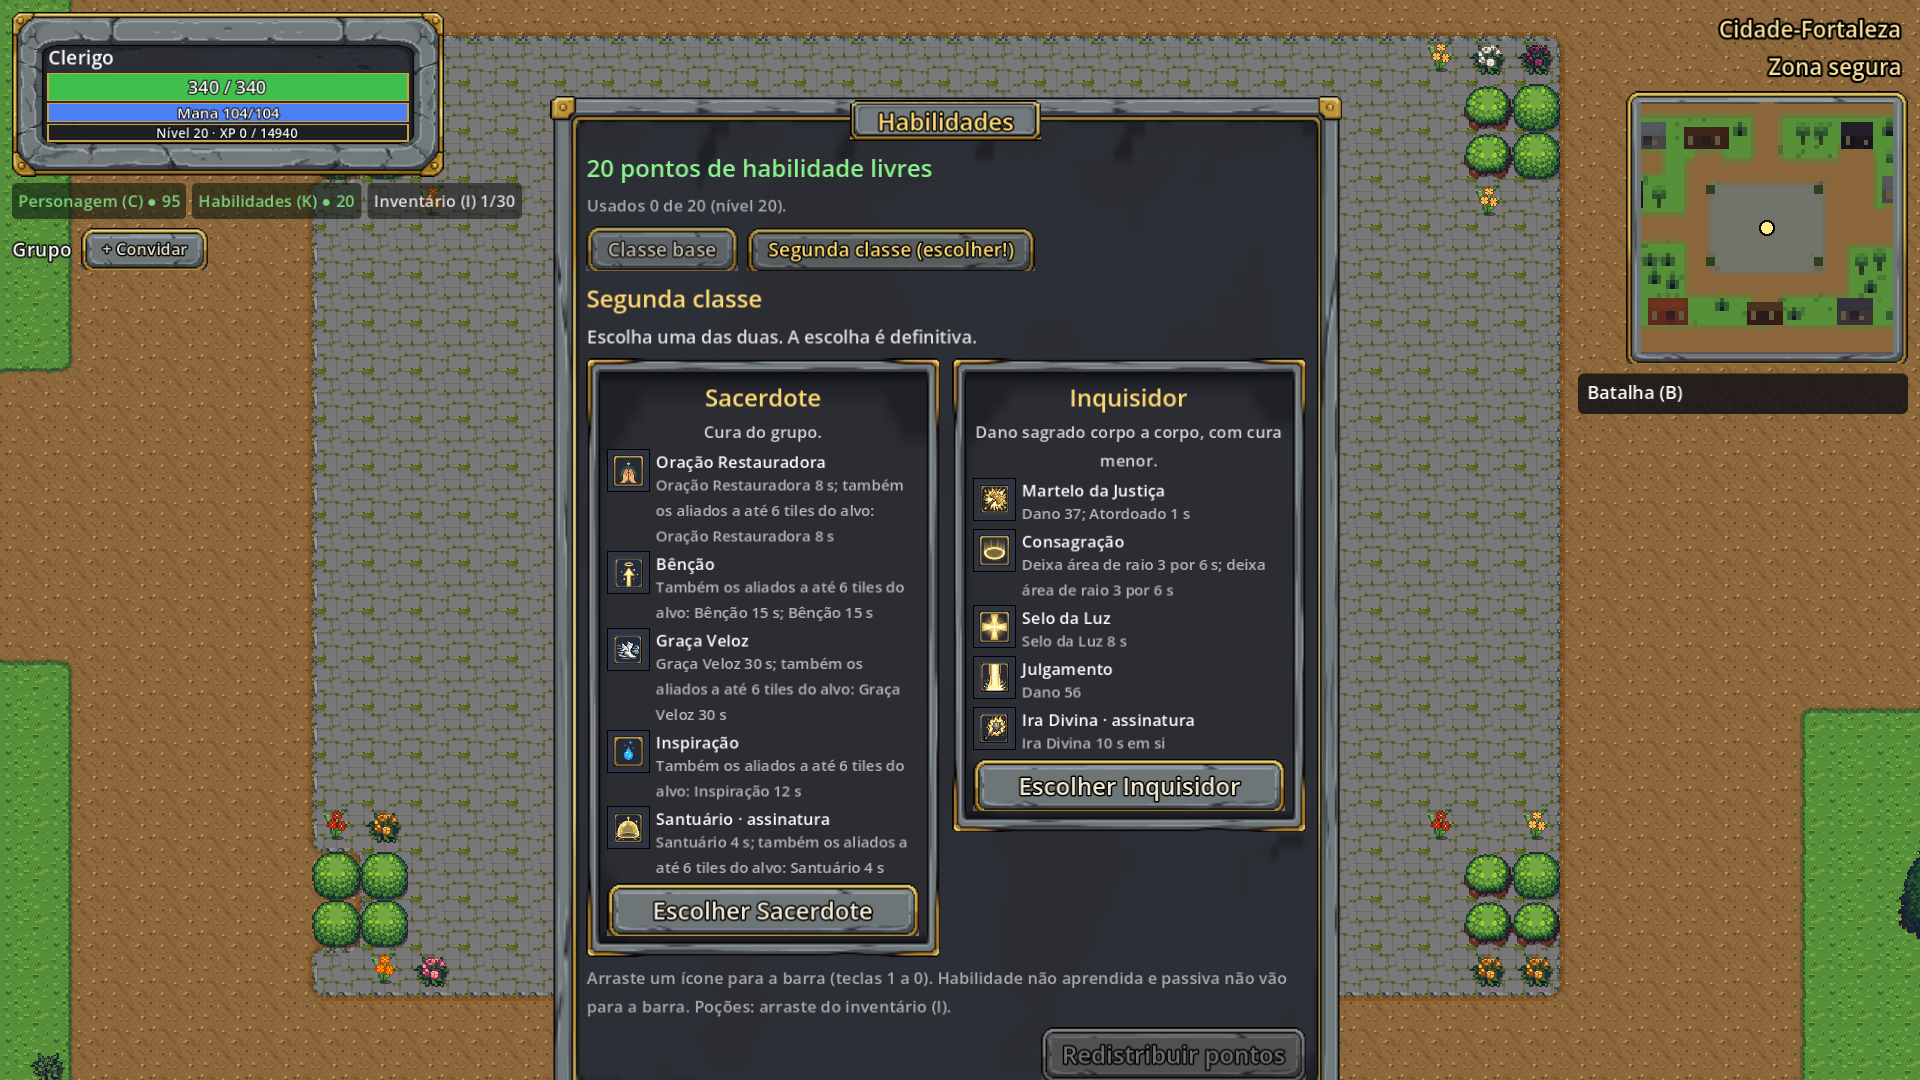 Clerigo
340 / 340
Mana 104/104
Nível 20 · XP 0 / 14940
Personagem (C) ● 95
Habilidades (K) ● 20
Inventário (I) 1/30
Grupo
+ Convidar
Cidade-Fortaleza
Zona segura
Batalha (B)
Habilidades
20 pontos de habilidade livres
Usados 0 de 20 (nível 20).
Classe base
Segunda classe (escolher!)
Segunda classe
Escolha uma das duas. A escolha é definitiva.
Sacerdote
Cura do grupo.
Oração Restauradora
Oração Restauradora 8 s; também
os aliados a até 6 tiles do alvo:
Oração Restauradora 8 s
Bênção
Também os aliados a até 6 tiles do
alvo: Bênção 15 s; Bênção 15 s
Graça Veloz
Graça Veloz 30 s; também os
aliados a até 6 tiles do alvo: Graça
Veloz 30 s
Inspiração
Também os aliados a até 6 tiles do
alvo: Inspiração 12 s
Santuário · assinatura
Santuário 4 s; também os aliados a
até 6 tiles do alvo: Santuário 4 s
Escolher Sacerdote
Inquisidor
Dano sagrado corpo a corpo, com cura
menor.
Martelo da Justiça
Dano 37; Atordoado 1 s
Consagração
Deixa área de raio 3 por 6 s; deixa
área de raio 3 por 6 s
Selo da Luz
Selo da Luz 8 s
Julgamento
Dano 56
Ira Divina · assinatura
Ira Divina 10 s em si
Escolher Inquisidor
Arraste um ícone para a barra (teclas 1 a 0). Habilidade não aprendida e passiva não vão
para a barra. Poções: arraste do inventário (I).
Redistribuir pontos